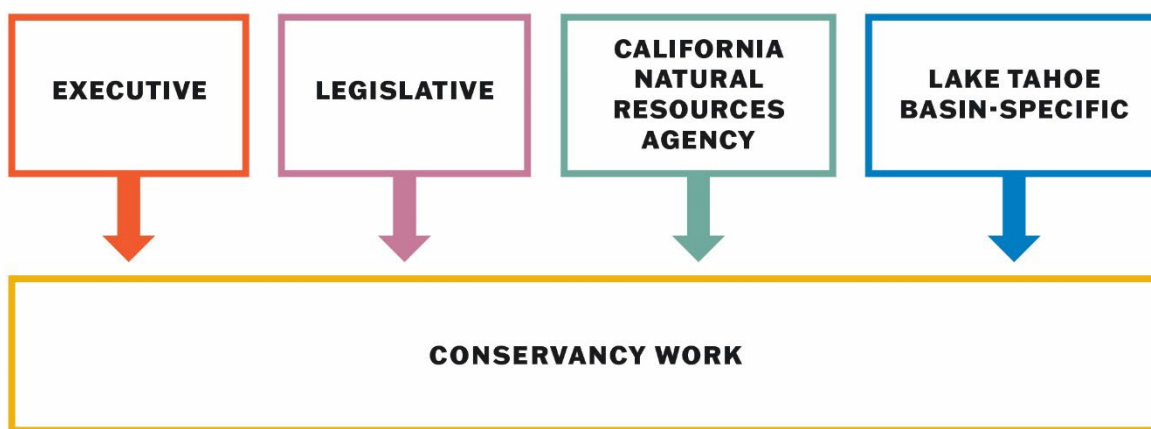 EXECUTIVE
LEGISLATIVE
CALIFORNIA
NATURAL
RESOURCES
AGENCY
LAKE TAHOE
BASIN-SPECIFIC
CONSERVANCY WORK